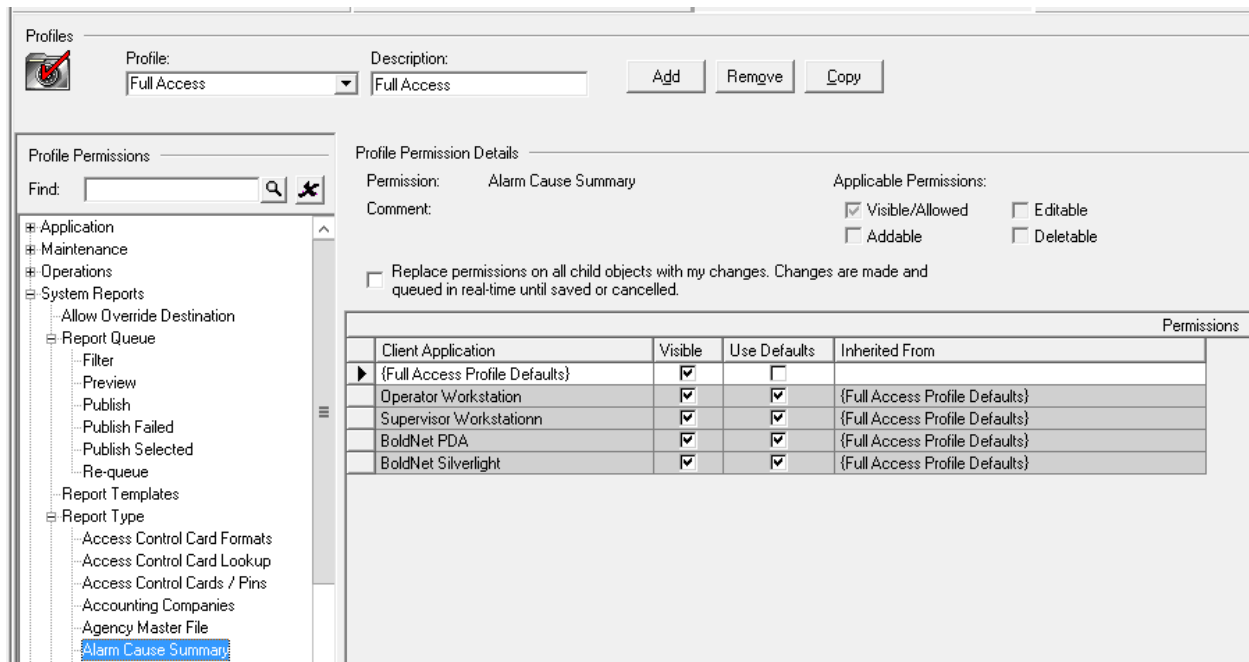 Profiles
Profile:
Description:
Full Access
Full Access
Add
Remove
Copy
Profile Permissions
Find:
Application
Maintenance
Operations
System Reports
Allow Override Destination
Report Queue
Filter
Preview
Publish
Publish Failed
Publish Selected
Re-queue
Report Templates
Report Type
Access Control Card Formats
Access Control Card Lookup
Access Control Cards / Pins
Accounting Companies
Agency Master File
Alarm Cause Summary
Profile Permission Details
Permission: Alarm Cause Summary
Comment:
Applicable Permissions:
Visible/Allowed Editable
Addable Deletable
Replace permissions on all child objects with my changes. Changes are made and
queued in real-time until saved or cancelled.
Permissions
Client Application Visible Use Defaults Inherited From
{Full Access Profile Defaults}
Operator Workstation {Full Access Profile Defaults}
Supervisor Workstationn {Full Access Profile Defaults}
BoldNet PDA {Full Access Profile Defaults}
BoldNet Silverlight {Full Access Profile Defaults}